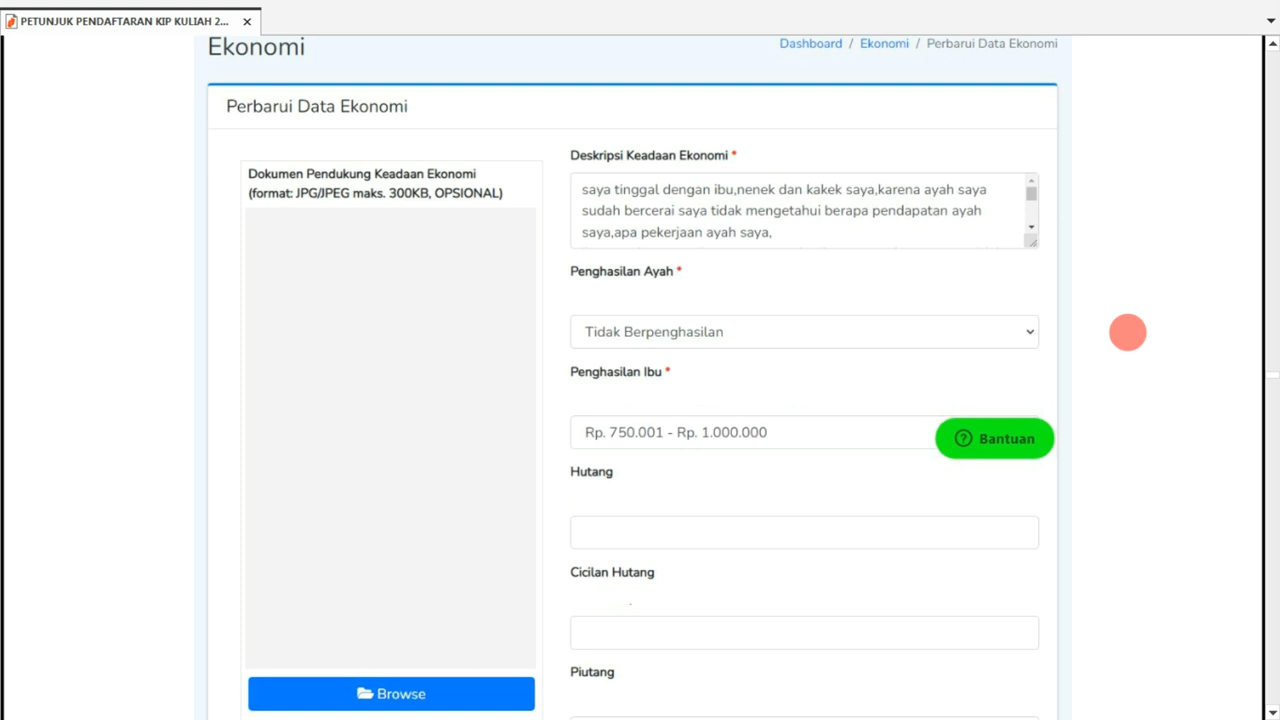 PETUNJUK PENDAFTARAN KIP KULIAH 2...
Ekonomi
Dashboard / Ekonomi / Perbarui Data Ekonomi
Perbarui Data Ekonomi
Dokumen Pendukung Keadaan Ekonomi
(format: JPG/JPEG maks. 300KB, OPSIONAL)
Browse
Deskripsi Keadaan Ekonomi *
saya tinggal dengan ibu,nenek dan kakek saya,karena ayah saya
sudah bercerai saya tidak mengetahui berapa pendapatan ayah
saya,apa pekerjaan ayah saya,
Penghasilan Ayah *
Tidak Berpenghasilan
Penghasilan Ibu *
Rp. 750.001 - Rp. 1.000.000
Bantuan
Hutang
Cicilan Hutang
Piutang